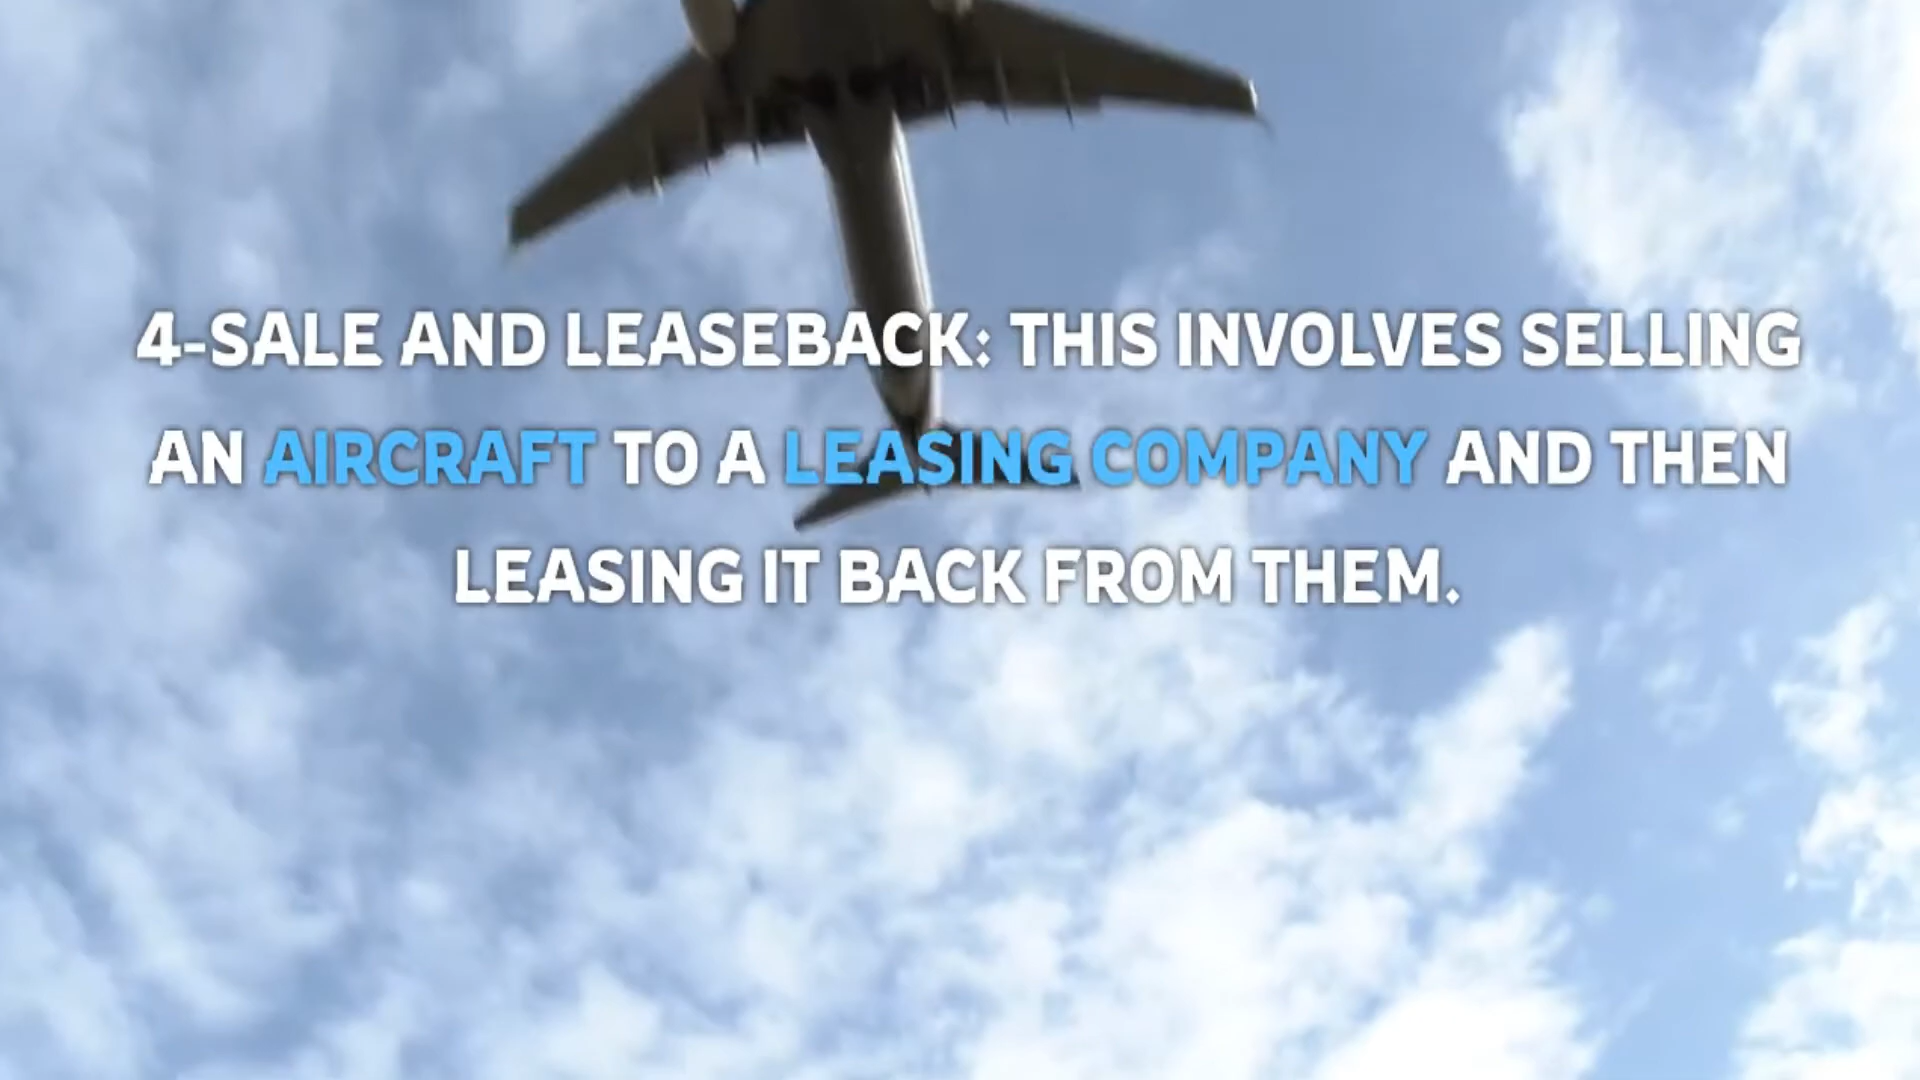 4-SALE AND LEASEBACK: THIS INVOLVES SELLING
AN AIRCRAFT TO A LEASING COMPANY AND THEN
LEASING IT BACK FROM THEM.